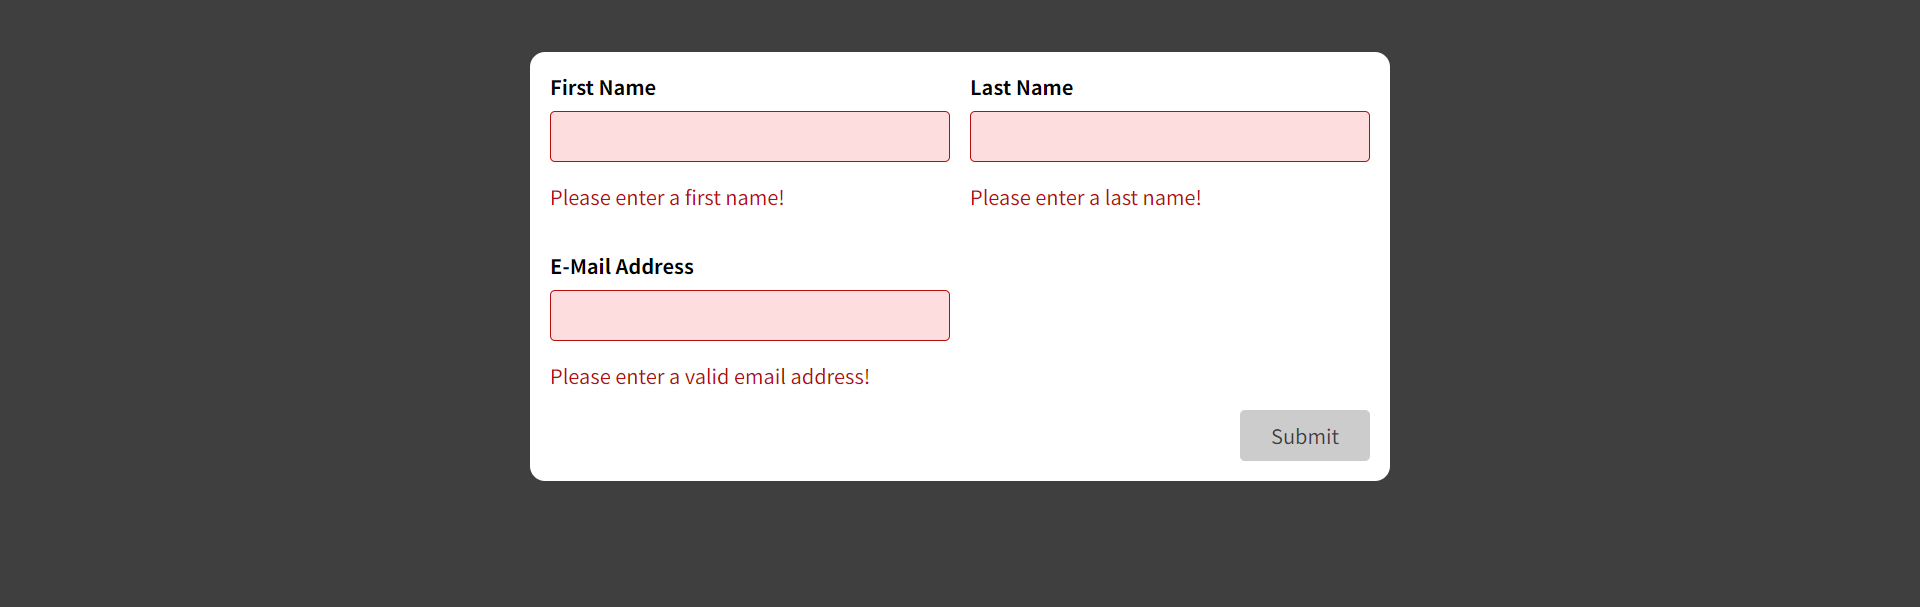 First Name
Last Name
Please enter a first name!
Please enter a last name!
E-Mail Address
Please enter a valid email address!
Submit